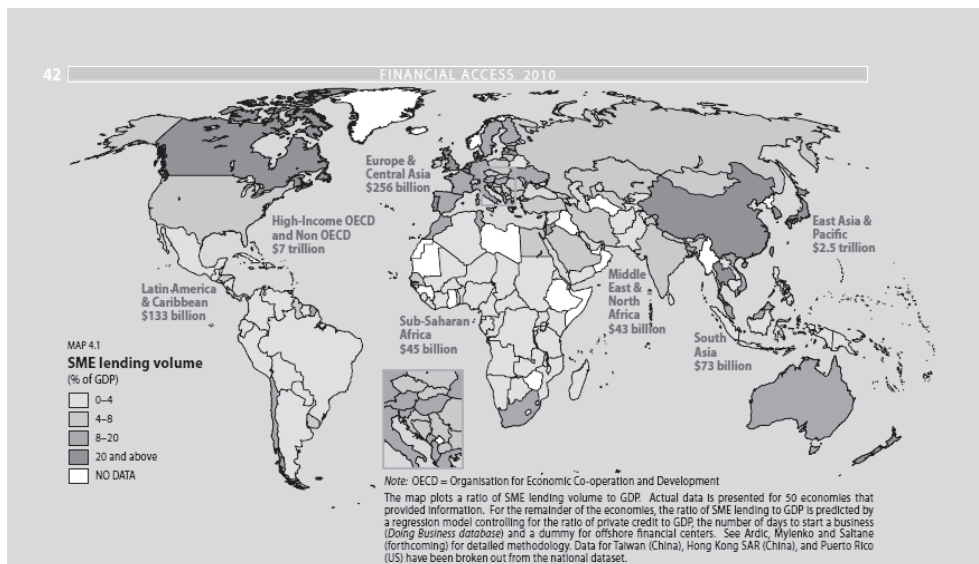 42
FINANCIAL ACCESS 2010
Europe &
Central Asia
$256 billion
High-Income OECD
and Non OECD
$7 trillion
East Asia &
Pacific
$2.5 trillion
Latin America
& Caribbean
$133 billion
Middle
East &
North
Africa
$43 billion
Sub-Saharan
Africa
$45 billion
South
Asia
$73 billion
MAP 4.1
SME lending volume
(% of GDP)
0–4
4–8
8–20
20 and above
NO DATA
Note: OECD = Organisation for Economic Co-operation and Development
The map plots a ratio of SME lending volume to GDP. Actual data is presented for 50 economies that
provided information. For the remainder of the economies, the ratio of SME lending to GDP is predicted by
a regression model controlling for the ratio of private credit to GDP, the number of days to start a business
(Doing Business database) and a dummy for offshore financial centers. See Ardic, Mylenko and Saltane
(forthcoming) for detailed methodology. Data for Taiwan (China), Hong Kong SAR (China), and Puerto Rico
(US) have been broken out from the national dataset.